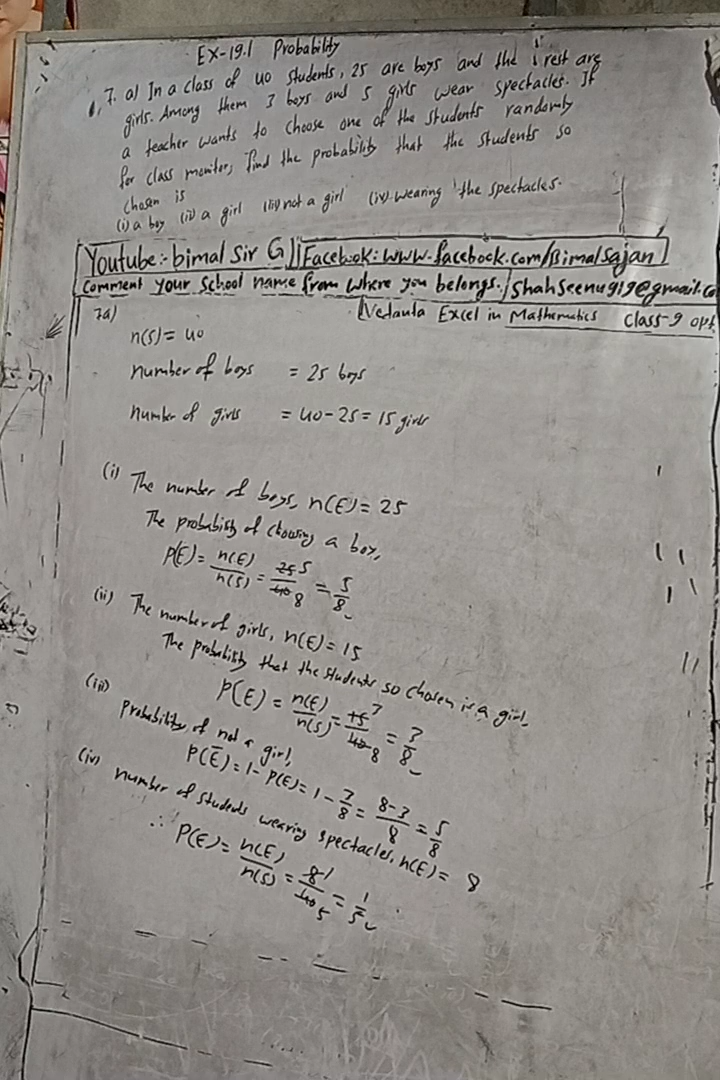 EX-19.1 Probability
7. a) In a class of 40 students, 25 are boys and the rest are
girls. Among them 3 boys and 5 girls wear spectacles. If
a teacher wants to choose one of the students randomly
for class monitor, find the probability that the students so
chosen is
(i) a boy (ii) a girl (iii) not a girl (iv) wearing the spectacles.
Youtube:- bimal Sir G || Facebook: www.facebook.com/BimalSajan
Comment your School name from where you belongs. / Shahseenu919@gmail.co
Vedanta Excel in Mathematics Class-9 opt
7a)
n(S) = 40
number of boys = 25 boys
number of girls = 40-25 = 15 girls
(i) The number of boys, n(E) = 25
The probability of choosing a boy,
P(E) = n(E)/n(S) = 25 5/40 8 = 5/8
(ii) The number of girls, n(E) = 15
The probability that the students so chosen is a girl,
P(E) = n(E)/n(S) = 15 3/40 8 = 3/8
(iii) Probability of not a girl,
P(Ē) = 1 - P(E) = 1 - 3/8 = 8-3/8 = 5/8
(iv) number of students wearing spectacles, n(E) = 8
∴ P(E) = n(E)/n(S) = 8 1/40 5 = 1/5